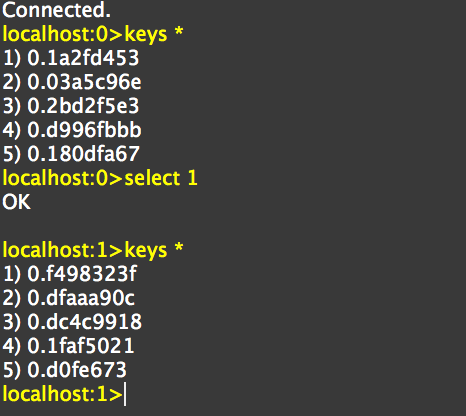 Connected.
localhost:0>keys *
1) 0.1a2fd453
2) 0.03a5c96e
3) 0.2bd2f5e3
4) 0.d996fbbb
5) 0.180dfa67
localhost:0>select 1
OK
localhost:1>keys *
1) 0.f498323f
2) 0.dfaaa90c
3) 0.dc4c9918
4) 0.1faf5021
5) 0.d0fe673
localhost:1>